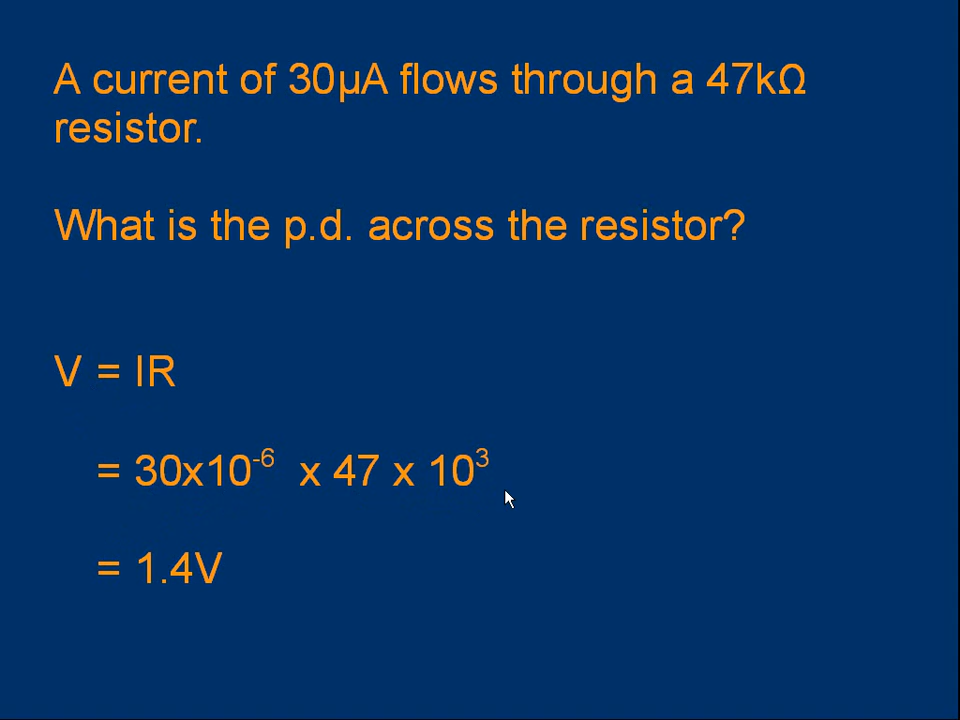 A current of 30µA flows through a 47kΩ
resistor.
What is the p.d. across the resistor?
V = IR
= 30x10⁻⁶ x 47 x 10³
= 1.4V